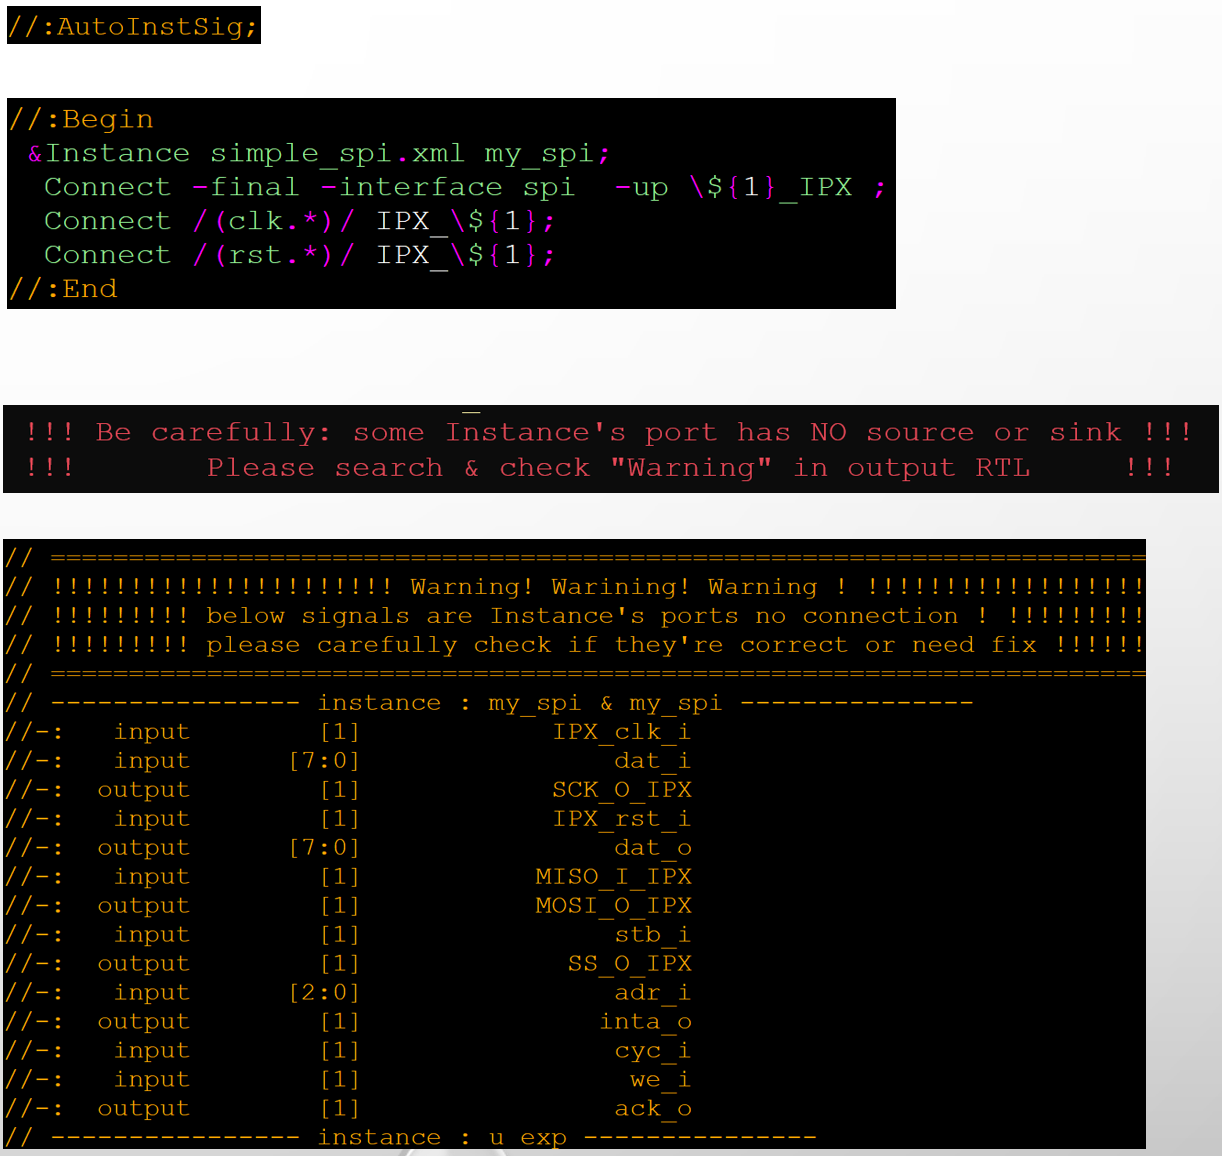 //:AutoInstSig;
//:Begin
&Instance simple_spi.xml my_spi;
Connect -final -interface spi -up \${1}_IPX ;
Connect /(clk.*)/ IPX_\${1};
Connect /(rst.*)/ IPX_\${1};
//:End
!!! Be carefully: some Instance's port has NO source or sink !!!
!!! Please search & check "Warning" in output RTL !!!
// ======================================================================
// !!!!!!!!!!!!!!!!!!!!!! Warning! Warining! Warning ! !!!!!!!!!!!!!!!!!!
// !!!!!!!!! below signals are Instance's ports no connection ! !!!!!!!!!
// !!!!!!!!! please carefully check if they're correct or need fix !!!!!!
// ======================================================================
// ---------------- instance : my_spi & my_spi ---------------
//-: input [1] IPX_clk_i
//-: input [7:0] dat_i
//-: output [1] SCK_O_IPX
//-: input [1] IPX_rst_i
//-: output [7:0] dat_o
//-: input [1] MISO_I_IPX
//-: output [1] MOSI_O_IPX
//-: input [1] stb_i
//-: output [1] SS_O_IPX
//-: input [2:0] adr_i
//-: output [1] inta_o
//-: input [1] cyc_i
//-: input [1] we_i
//-: output [1] ack_o
// ---------------- instance : u exp ---------------